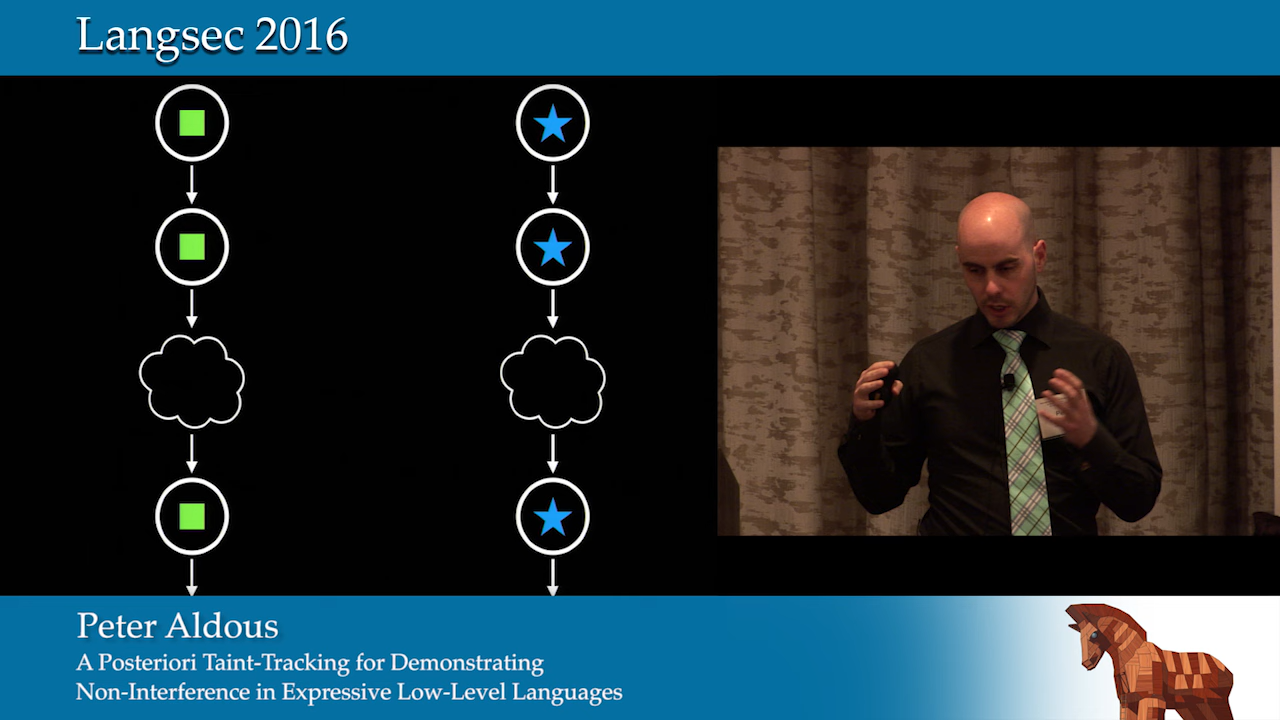 Langsec 2016
Peter Aldous
A Posteriori Taint-Tracking for Demonstrating
Non-Interference in Expressive Low-Level Languages